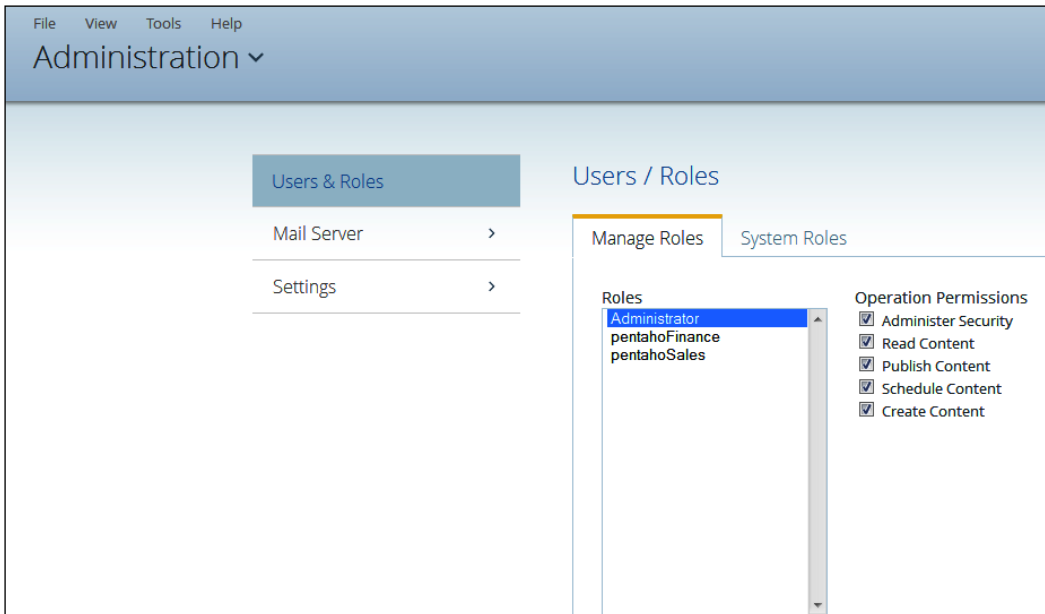 File View Tools Help
Administration
Users & Roles
Mail Server
Settings
Users / Roles
Manage Roles System Roles
Roles
Administrator
pentahoFinance
pentahoSales
Operation Permissions
Administer Security
Read Content
Publish Content
Schedule Content
Create Content